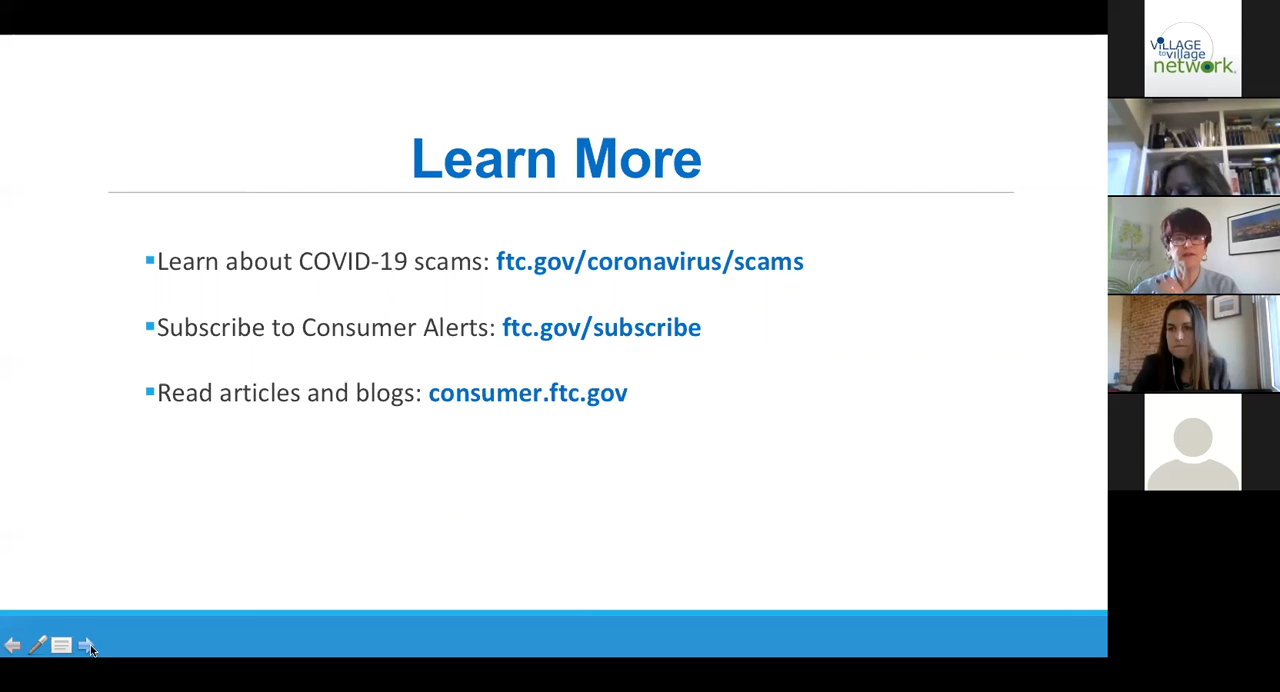 Learn More
▪Learn about COVID-19 scams: ftc.gov/coronavirus/scams
▪Subscribe to Consumer Alerts: ftc.gov/subscribe
▪Read articles and blogs: consumer.ftc.gov
ViLLAGE
to village
network